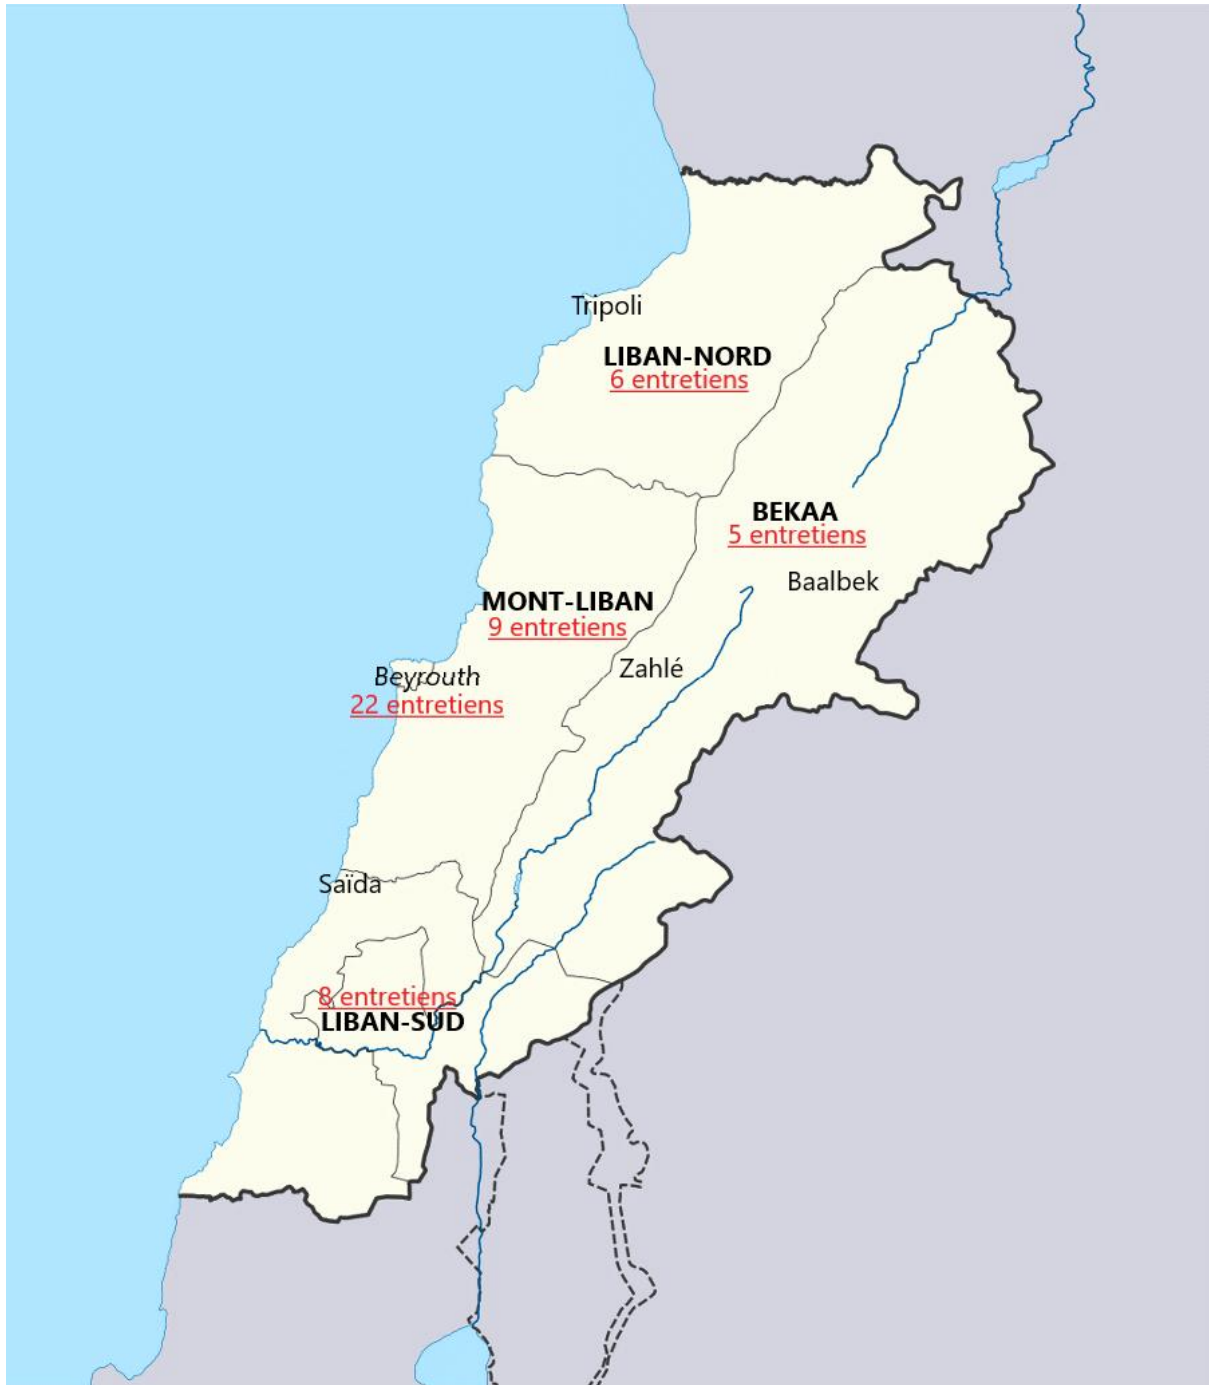 Tripoli
LIBAN-NORD
6 entretiens
BEKAA
5 entretiens
Baalbek
MONT-LIBAN
9 entretiens
Zahlé
Beyrouth
22 entretiens
Saïda
8 entretiens
LIBAN-SUD